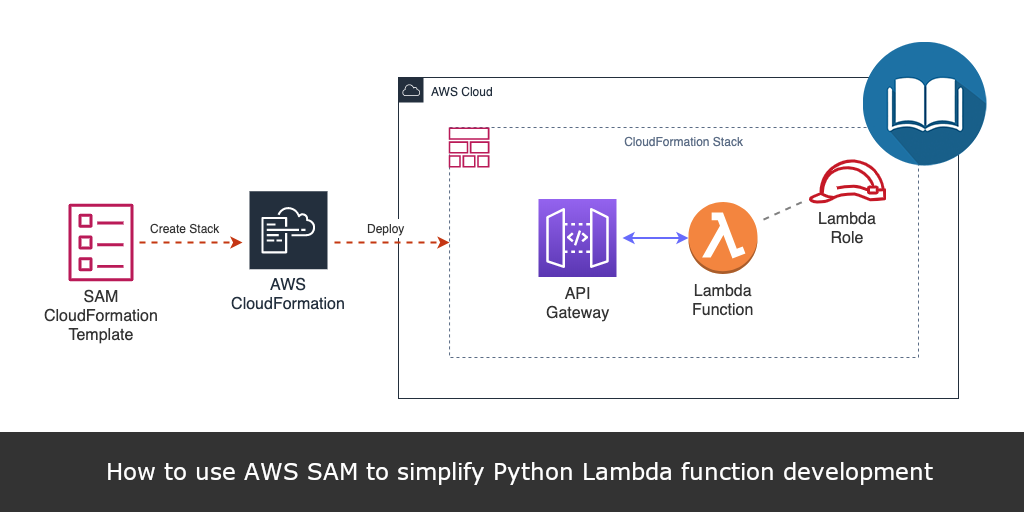 AWS Cloud
CloudFormation Stack
Create Stack
Deploy
SAM
CloudFormation
Template
AWS
CloudFormation
</>
API
Gateway
λ
Lambda
Function
Lambda
Role
How to use AWS SAM to simplify Python Lambda function development